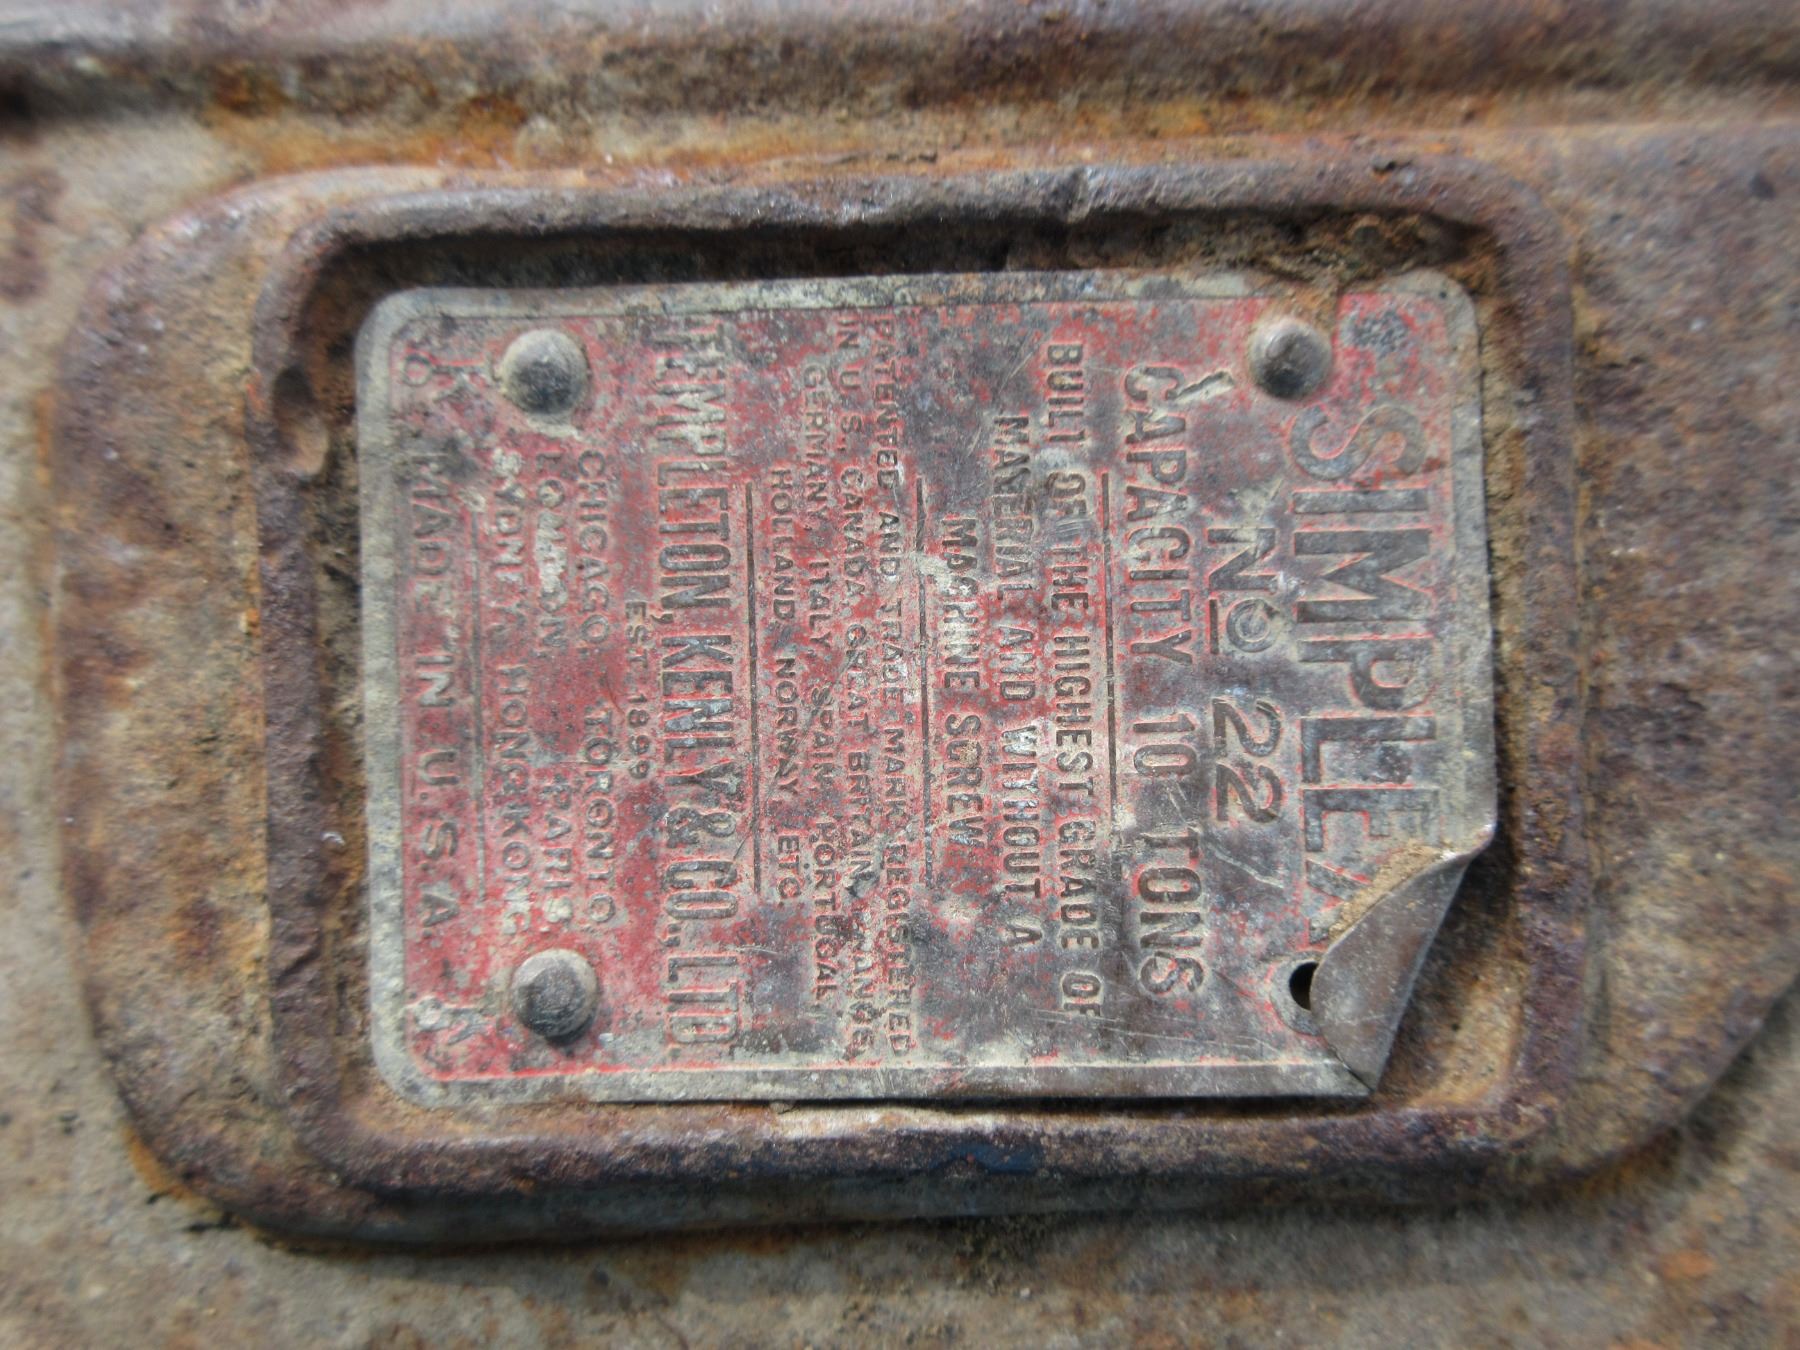 SIMPLEX
No 22
CAPACITY 10 TONS
BUILT OF THE HIGHEST GRADE OF
MATERIAL AND WITHOUT A
MACHINE SCREW
PATENTED AND TRADE MARK REGISTERED
IN U.S., CANADA, GREAT BRITAIN, FRANCE,
GERMANY, ITALY, SPAIN, PORTUGAL
HOLLAND, NORWAY ETC.
TEMPLETON, KENLY & CO., LTD.
EST. 1899
CHICAGO TORONTO
LONDON PARIS
SYDNEY HONGKONG
MADE IN U.S.A.